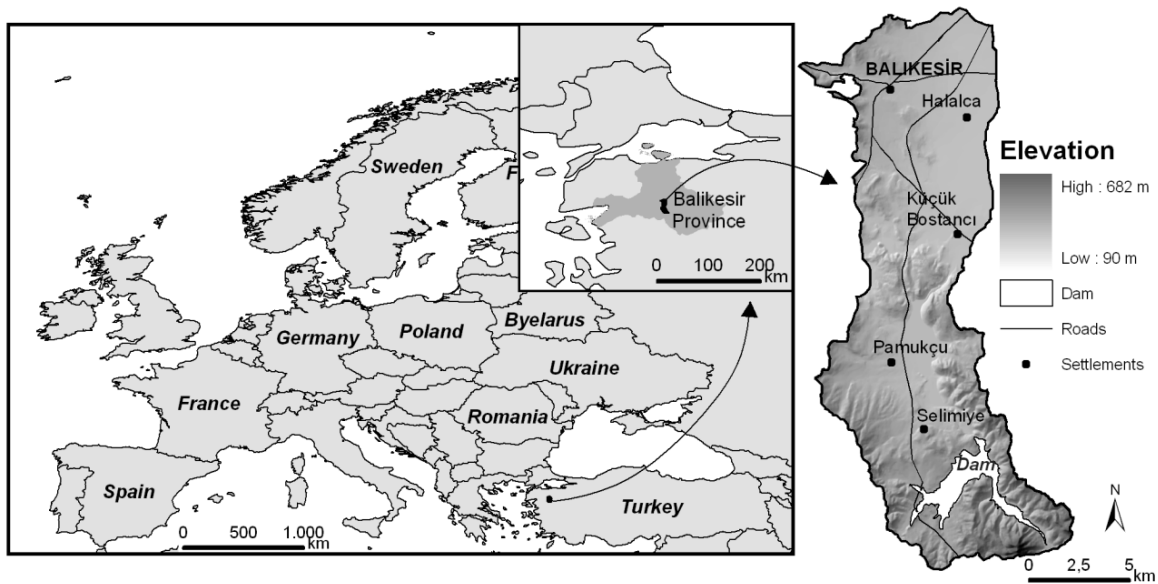 Sweden
F
Germany
Poland
Byelarus
Ukraine
France
Romania
Spain
Turkey
0 500 1.000
km
Balikesir
Province
0 100 200
km
BALIKESİR
Halalca
Küçük
Bostancı
Pamukçu
Selimiye
Dam
Elevation
High : 682 m
Low : 90 m
Dam
Roads
Settlements
N
0 2,5 5
km